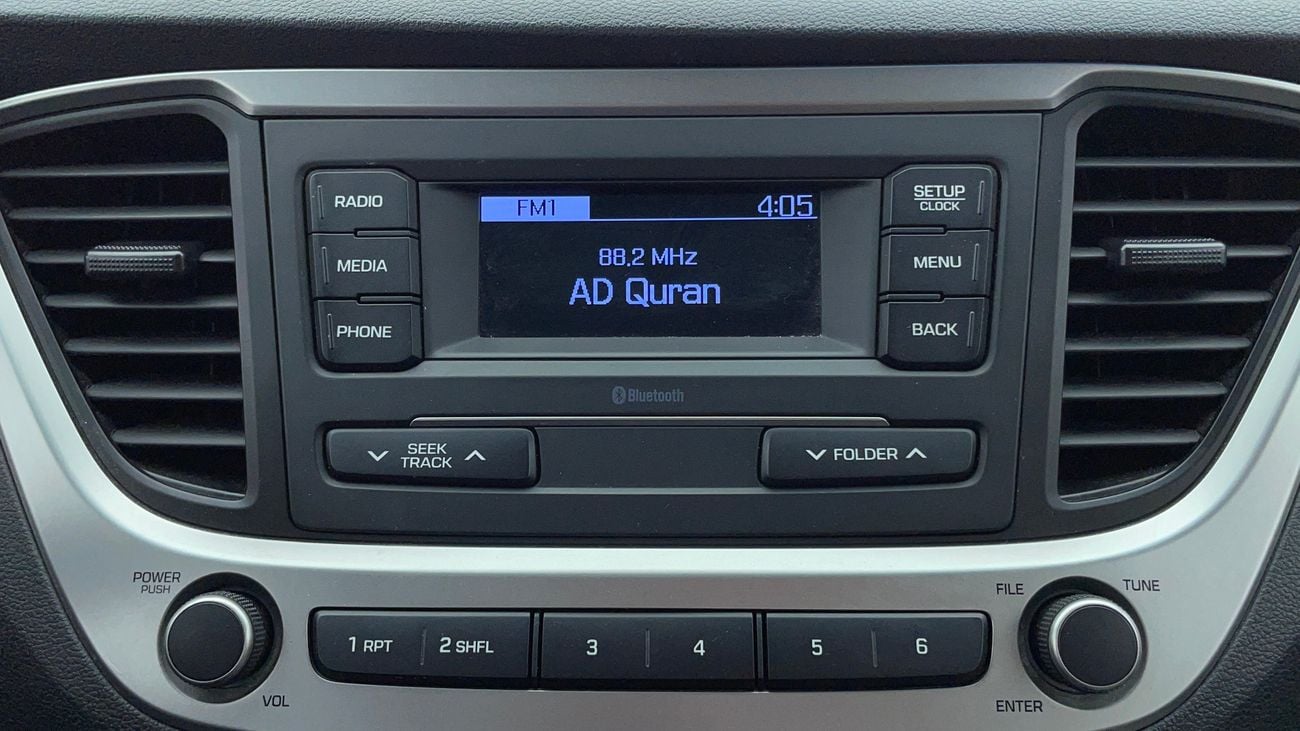 RADIO
MEDIA
PHONE
FM1 4:05
88.2 MHz
AD Quran
SETUP
CLOCK
MENU
BACK
Bluetooth
SEEK
TRACK
FOLDER
POWER
PUSH
VOL
1 RPT
2 SHFL
3
4
5
6
FILE
TUNE
ENTER